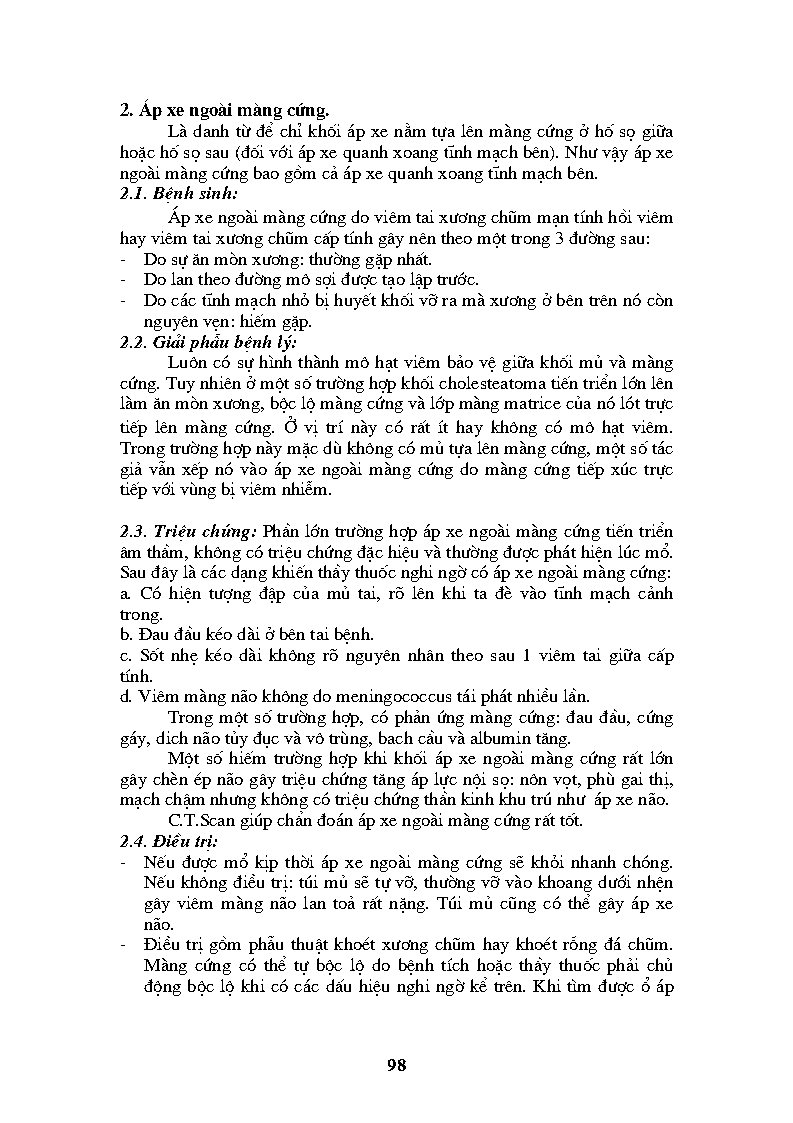 2. Áp xe ngoài màng cứng.
Là danh từ để chỉ khối áp xe nằm tựa lên màng cứng ở hố sọ giữa
hoặc hố sọ sau (đối với áp xe quanh xoang tĩnh mạch bên). Như vậy áp xe
ngoài màng cứng bao gồm cả áp xe quanh xoang tĩnh mạch bên.
2.1. Bệnh sinh:
Áp xe ngoài màng cứng do viêm tai xương chũm mạn tính hồi viêm
hay viêm tai xương chũm cấp tính gây nên theo một trong 3 đường sau:
- Do sự ăn mòn xương: thường gặp nhất.
- Do lan theo đường mô sợi được tạo lập trước.
- Do các tĩnh mạch nhỏ bị huyết khối vỡ ra mà xương ở bên trên nó còn
nguyên vẹn: hiếm gặp.
2.2. Giải phẫu bệnh lý:
Luôn có sự hình thành mô hạt viêm bảo vệ giữa khối mủ và màng
cứng. Tuy nhiên ở một số trường hợp khối cholesteatoma tiến triển lớn lên
làm ăn mòn xương, bộc lộ màng cứng và lớp màng matrice của nó lót trực
tiếp lên màng cứng. Ở vị trí này có rất ít hay không có mô hạt viêm.
Trong trường hợp này mặc dù không có mủ tựa lên màng cứng, một số tác
giả vẫn xếp nó vào áp xe ngoài màng cứng do màng cứng tiếp xúc trực
tiếp với vùng bị viêm nhiễm.
2.3. Triệu chứng: Phần lớn trường hợp áp xe ngoài màng cứng tiến triển
âm thầm, không có triệu chứng đặc hiệu và thường được phát hiện lúc mổ.
Sau đây là các dạng khiến thầy thuốc nghi ngờ có áp xe ngoài màng cứng:
a. Có hiện tượng đập của mủ tai, rõ lên khi ta đè vào tĩnh mạch cảnh
trong.
b. Đau đầu kéo dài ở bên tai bệnh.
c. Sốt nhẹ kéo dài không rõ nguyên nhân theo sau 1 viêm tai giữa cấp
tính.
d. Viêm màng não không do meningococcus tái phát nhiều lần.
Trong một số trường hợp, có phản ứng màng cứng: đau đầu, cứng
gáy, dich não tủy đục và vô trùng, bach cầu và albumin tăng.
Một số hiếm trường hợp khi khối áp xe ngoài màng cứng rất lớn
gây chèn ép não gây triệu chứng tăng áp lực nội sọ: nôn vọt, phù gai thị,
mạch chậm nhưng không có triệu chứng thần kinh khu trú như áp xe não.
C.T.Scan giúp chẩn đoán áp xe ngoài màng cứng rất tốt.
2.4. Điều trị:
- Nếu được mổ kịp thời áp xe ngoài màng cứng sẽ khỏi nhanh chóng.
Nếu không điều trị: túi mủ sẽ tự vỡ, thường vỡ vào khoang dưới nhện
gây viêm màng não lan toả rất nặng. Túi mủ cũng có thể gây áp xe
não.
- Điều trị gồm phẫu thuật khoét xương chũm hay khoét rỗng đá chũm.
Màng cứng có thể tự bộc lộ do bệnh tích hoặc thầy thuốc phải chủ
động bộc lộ khi có các dấu hiệu nghi ngờ kể trên. Khi tìm được ổ áp
98